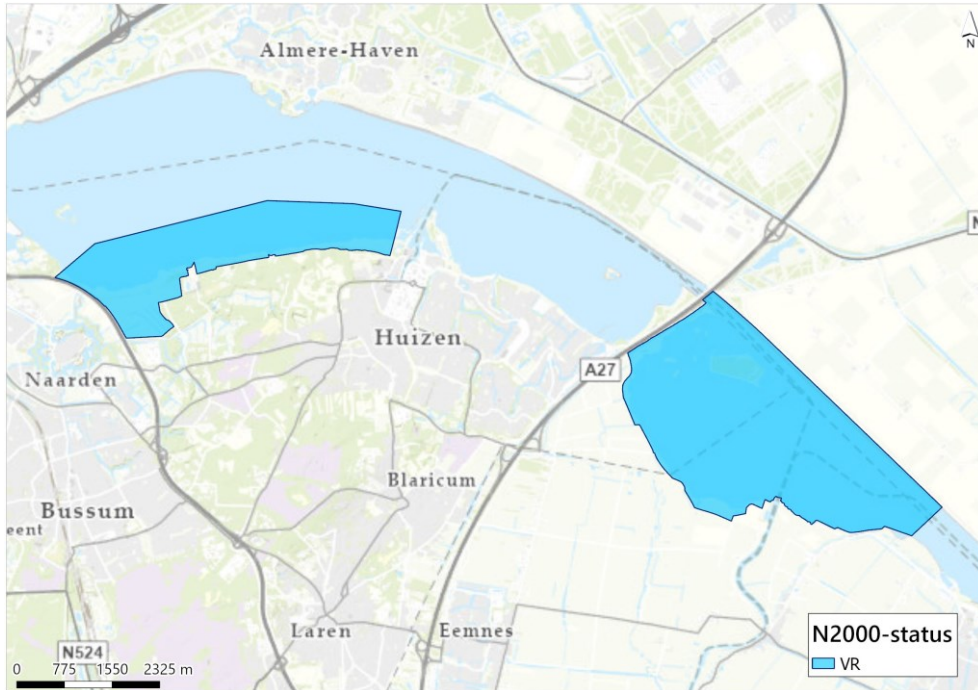 Almere-Haven
N
N
Huizen
A27
Naarden
Blaricum
Bussum
eent
Laren
Eemnes
N524
0 775 1550 2325 m
N2000-status
VR